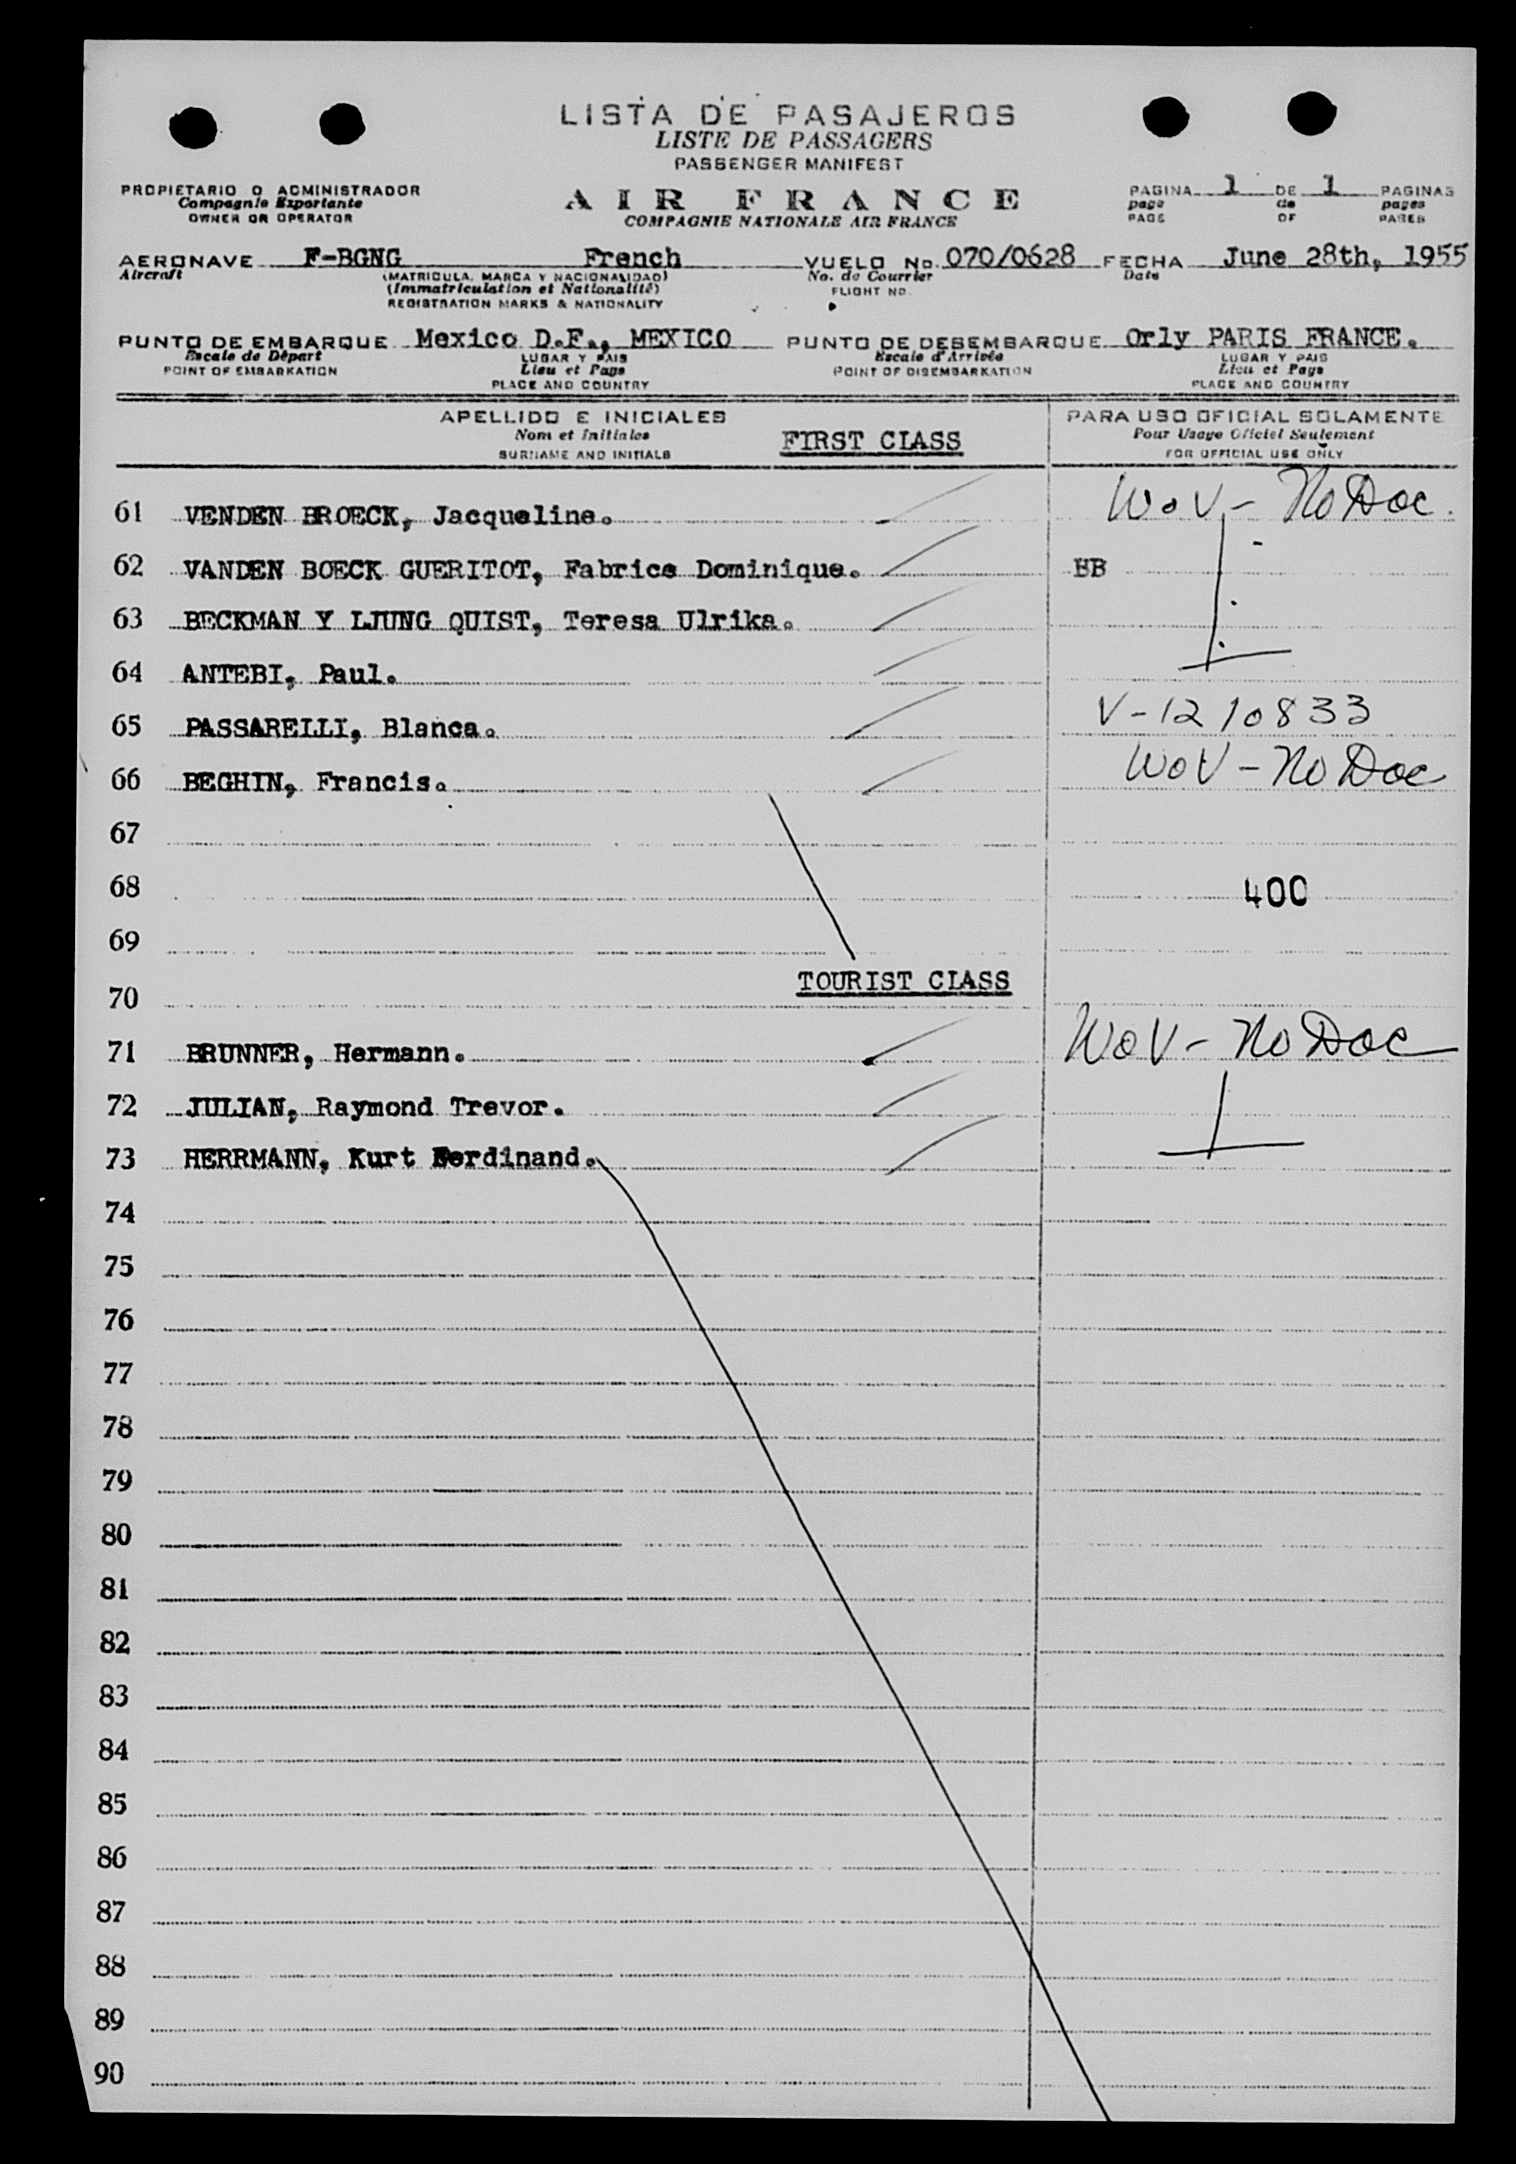 LISTA DE PASAJEROS
LISTE DE PASSAGERS
PASSENGER MANIFEST
PROPIETARIO O ADMINISTRADOR
Compagnie Exportante
OWNER OR OPERATOR
AIR FRANCE
COMPAGNIE NATIONALE AIR FRANCE
PAGINA 1 DE 1 PAGINAS
page de pages
PAGE OF PAGES
AERONAVE F-BGNG French VUELO No. 070/0628 FECHA June 28th, 1955
Aircraft (MATRICULA, MARCA Y NACIONALIDAD) No. de Courrier Date
(Immatriculation et Nationalité) FLIGHT NO.
REGISTRATION MARKS & NATIONALITY
PUNTO DE EMBARQUE Mexico D.F., MEXICO PUNTO DE DESEMBARQUE Orly PARIS FRANCE.
Escale de Départ LUGAR Y PAIS Escale d'Arrivée LUGAR Y PAIS
POINT OF EMBARKATION Lieu et Pays POINT OF DISEMBARKATION Lieu et Pays
PLACE AND COUNTRY PLACE AND COUNTRY
APELLIDO E INICIALES PARA USO OFICIAL SOLAMENTE
Nom et Initiales FIRST CLASS Pour Usage Officiel Seulement
SURNAME AND INITIALS FOR OFFICIAL USE ONLY
61 VENDEN BROECK, Jacqueline. WoV - No Doc.
62 VANDEN BOECK GUERITOT, Fabrice Dominique. BB
63 BECKMAN Y LJUNG QUIST, Teresa Ulrika.
64 ANTEBI, Paul.
65 PASSARELLI, Blanca. V-1210833
66 BEGHIN, Francis. WoV - No Doc
67
68 400
69
TOURIST CLASS
70
71 BRUNNER, Hermann. WoV - No Doc
72 JULIAN, Raymond Trevor.
73 HERRMANN, Kurt Ferdinand.
74
75
76
77
78
79
80
81
82
83
84
85
86
87
88
89
90